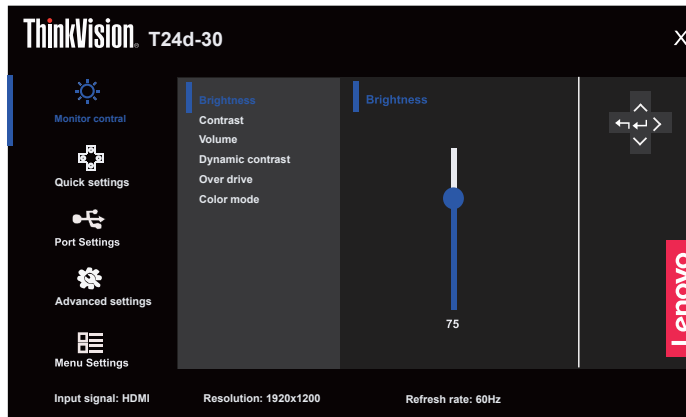 ThinkVision® T24d-30
X
Monitor contral
Quick settings
Port Settings
Advanced settings
Menu Settings
Brightness
Contrast
Volume
Dynamic contrast
Over drive
Color mode
Brightness
75
Lenovo
Input signal: HDMI
Resolution: 1920x1200
Refresh rate: 60Hz